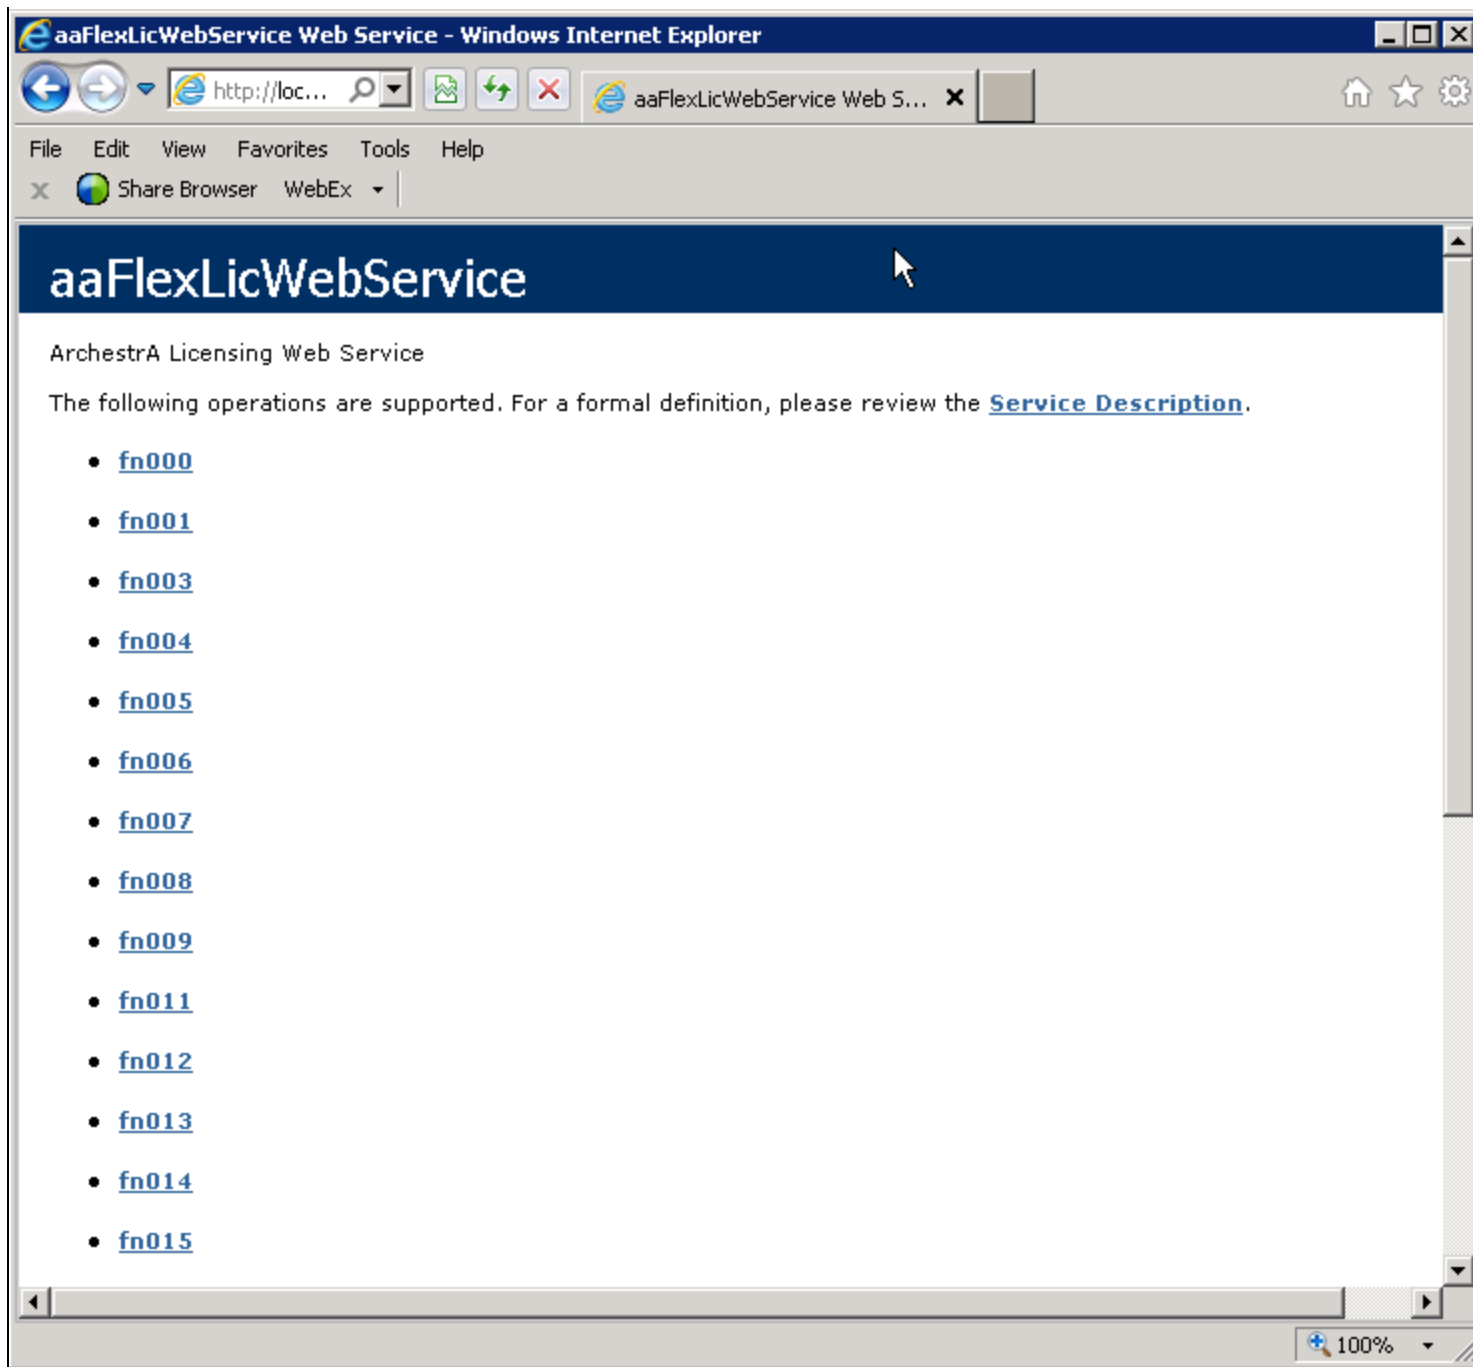 aaFlexLicWebService Web Service - Windows Internet Explorer
http://loc...
aaFlexLicWebService Web S...
File Edit View Favorites Tools Help
x Share Browser WebEx
aaFlexLicWebService
ArchestrA Licensing Web Service
The following operations are supported. For a formal definition, please review the Service Description.
• fn000
• fn001
• fn003
• fn004
• fn005
• fn006
• fn007
• fn008
• fn009
• fn011
• fn012
• fn013
• fn014
• fn015
100%